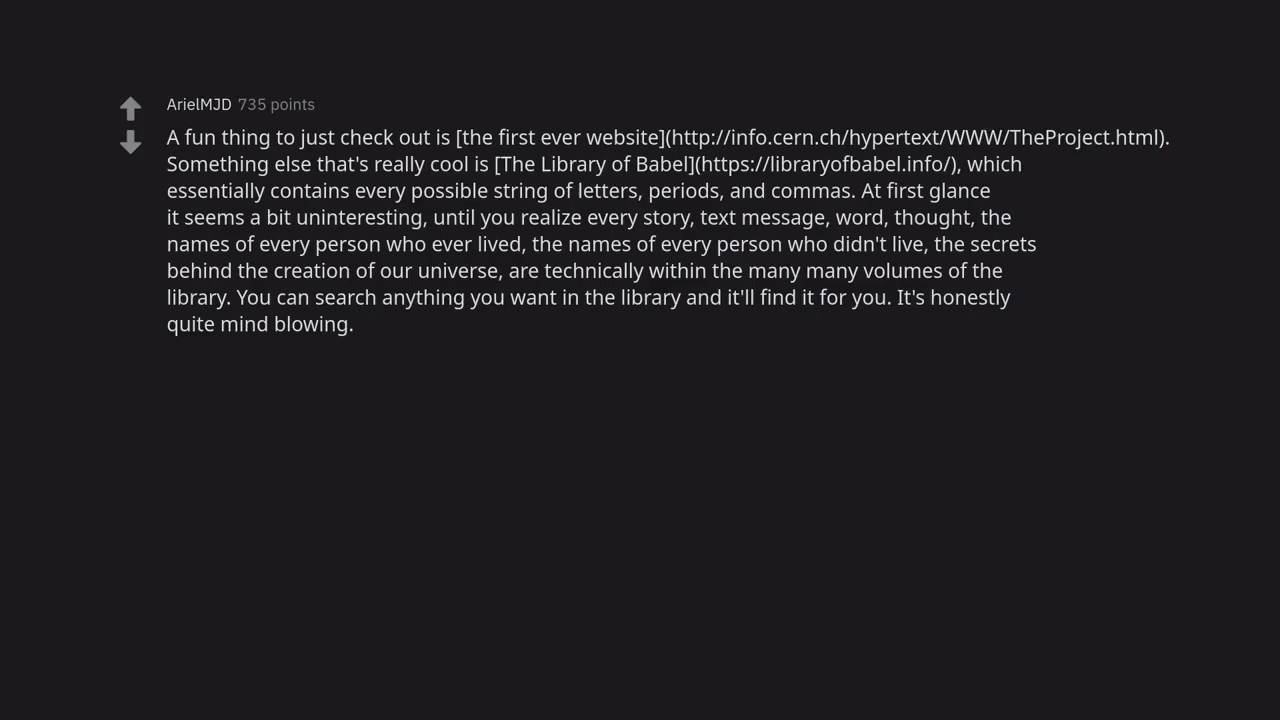 ArielMJD 735 points
A fun thing to just check out is [the first ever website](http://info.cern.ch/hypertext/WWW/TheProject.html).
Something else that's really cool is [The Library of Babel](https://libraryofbabel.info/), which
essentially contains every possible string of letters, periods, and commas. At first glance
it seems a bit uninteresting, until you realize every story, text message, word, thought, the
names of every person who ever lived, the names of every person who didn't live, the secrets
behind the creation of our universe, are technically within the many many volumes of the
library. You can search anything you want in the library and it'll find it for you. It's honestly
quite mind blowing.